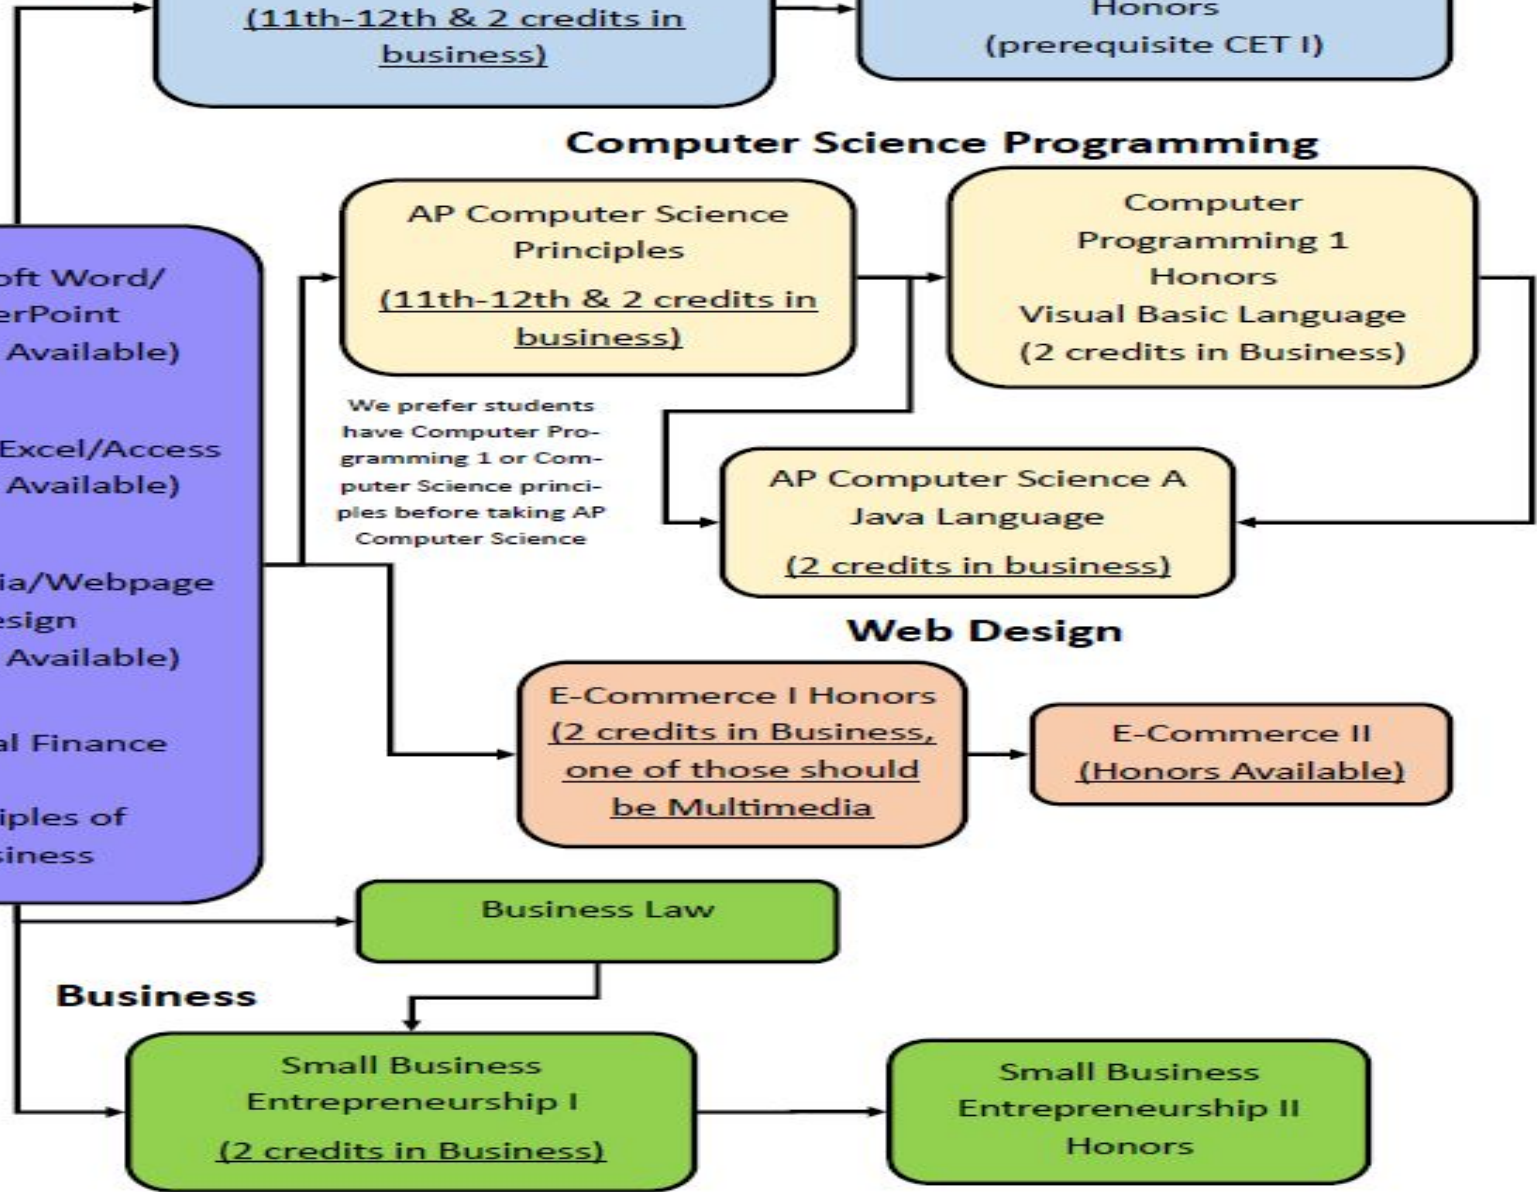 (11th-12th & 2 credits in
business)
Honors
(prerequisite CET I)
Computer Science Programming
AP Computer Science
Principles
(11th-12th & 2 credits in
business)
Computer
Programming 1
Honors
Visual Basic Language
(2 credits in Business)
We prefer students
have Computer Pro-
gramming 1 or Com-
puter Science princi-
ples before taking AP
Computer Science
AP Computer Science A
Java Language
(2 credits in business)
oft Word/
erPoint
Available)
Excel/Access
Available)
ia/Webpage
esign
Available)
al Finance
iples of
siness
Web Design
E-Commerce I Honors
(2 credits in Business,
one of those should
be Multimedia
E-Commerce II
(Honors Available)
Business Law
Business
Small Business
Entrepreneurship I
(2 credits in Business)
Small Business
Entrepreneurship II
Honors